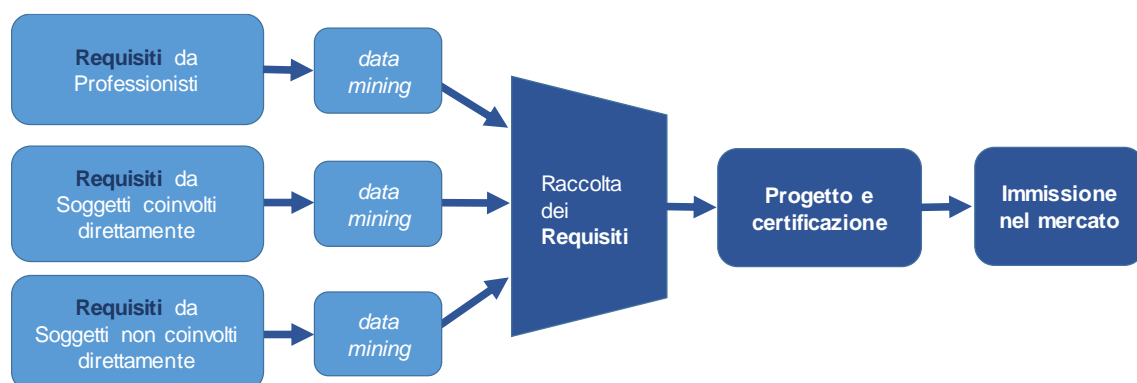 Requisiti da
Professionisti
data
mining
Requisiti da
Soggetti coinvolti
direttamente
data
mining
Requisiti da
Soggetti non coinvolti
direttamente
data
mining
Raccolta
dei
Requisiti
Progetto e
certificazione
Immissione
nel mercato